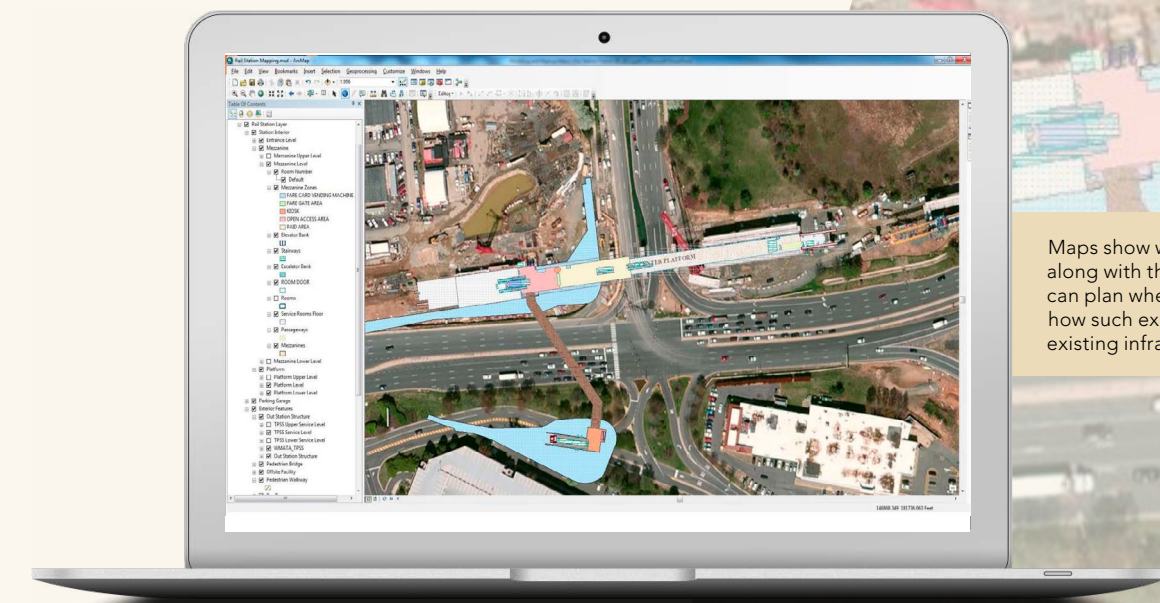 Rail Station Mapping.mxd - ArcMap
File Edit View Bookmarks Insert Selection Geoprocessing Customize Windows Help
Editor
Table Of Contents
Rail Station Layer
Station Interior
Entrance Level
Mezzanine
Mezzanine Upper Level
Mezzanine Level
Room Number
Default
Mezzanine Zones
FARE CARD VENDING MACHINE
FARE GATE AREA
KIOSK
OPEN ACCESS AREA
PAID AREA
Elevator Bank
Stairways
Escalator Bank
ROOM DOOR
Rooms
Service Rooms Floor
Passageways
Mezzanines
Mezzanine Lower Level
Platform
Platform Upper Level
Platform Level
Platform Lower Level
Parking Garage
Exterior Features
Out Station Structure
TPSS Upper Service Level
TPSS Service Level
TPSS Lower Service Level
WMATA_TPSS
Out Station Structure
Pedestrian Bridge
Offsite Facility
Pedestrian Walkway
PLATFORM
Feet
Maps show
along with
can plan
how such
existing